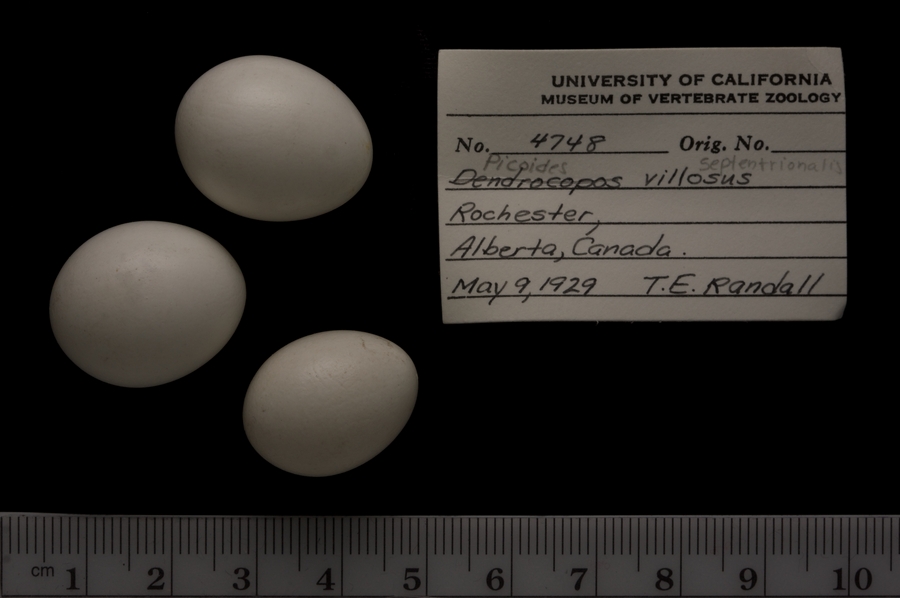 UNIVERSITY OF CALIFORNIA
MUSEUM OF VERTEBRATE ZOOLOGY
No. 4748 Orig. No.
Picoides septentrionalis
Dendrocopos villosus
Rochester,
Alberta, Canada.
May 9, 1929 T.E. Randall
cm 1 2 3 4 5 6 7 8 9 10